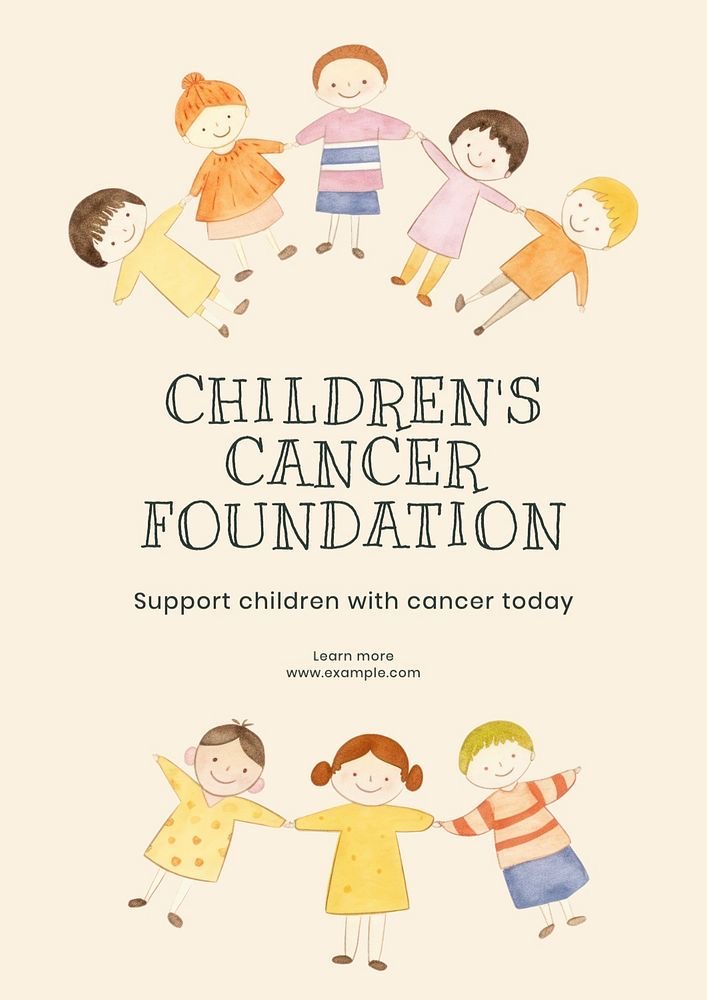 CHILDREN'S
CANCER
FOUNDATION
Support children with cancer today
Learn more
www.example.com